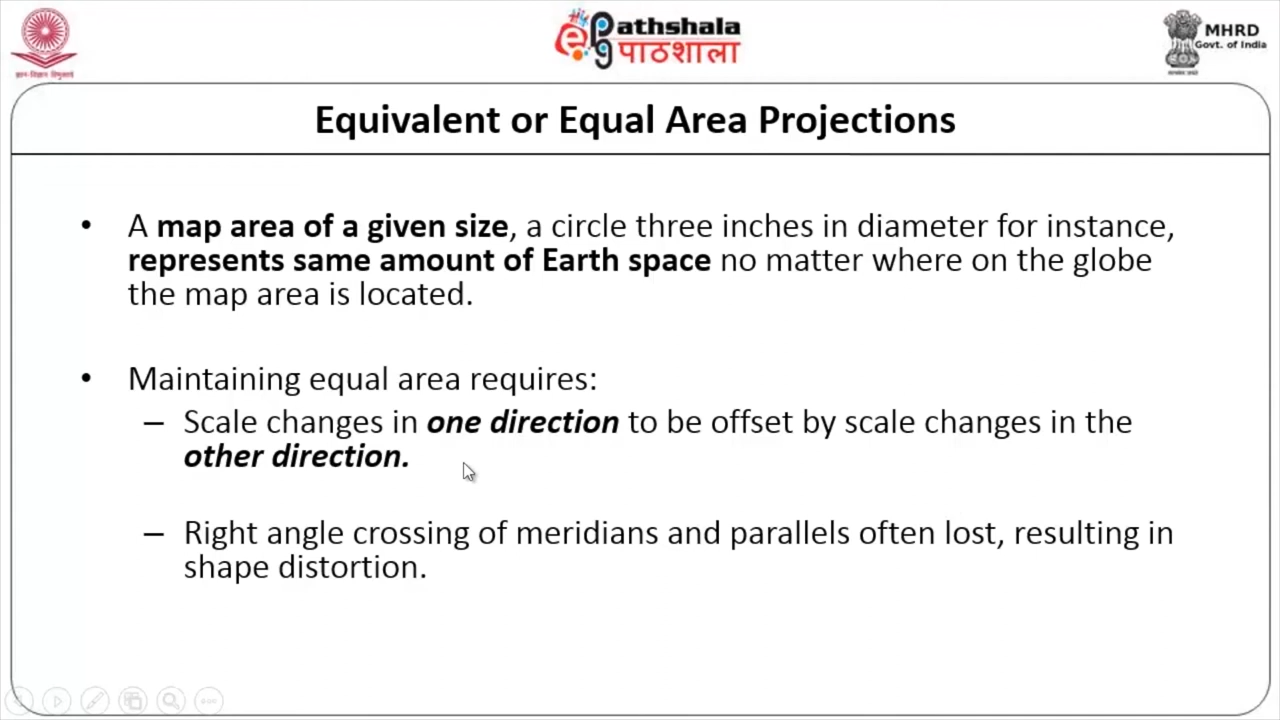 ePathshala
पाठशाला
MHRD
Govt. of India
Equivalent or Equal Area Projections
• A map area of a given size, a circle three inches in diameter for instance,
represents same amount of Earth space no matter where on the globe
the map area is located.
• Maintaining equal area requires:
– Scale changes in one direction to be offset by scale changes in the
other direction.
– Right angle crossing of meridians and parallels often lost, resulting in
shape distortion.